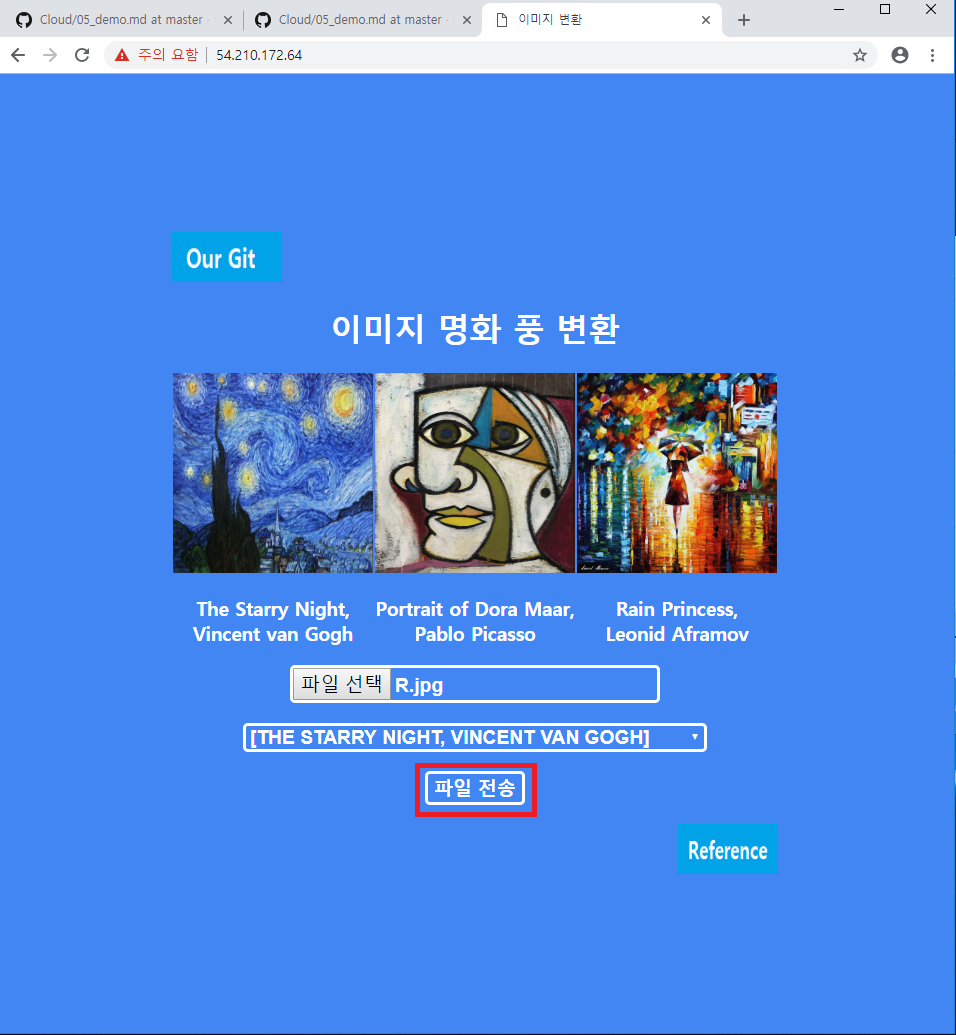 Cloud/05_demo.md at master
Cloud/05_demo.md at master
이미지 변환
주의 요함
54.210.172.64
Our Git
이미지 명화 풍 변환
The Starry Night,
Vincent van Gogh
Portrait of Dora Maar,
Pablo Picasso
Rain Princess,
Leonid Aframov
파일 선택 R.jpg
[THE STARRY NIGHT, VINCENT VAN GOGH]
파일 전송
Reference